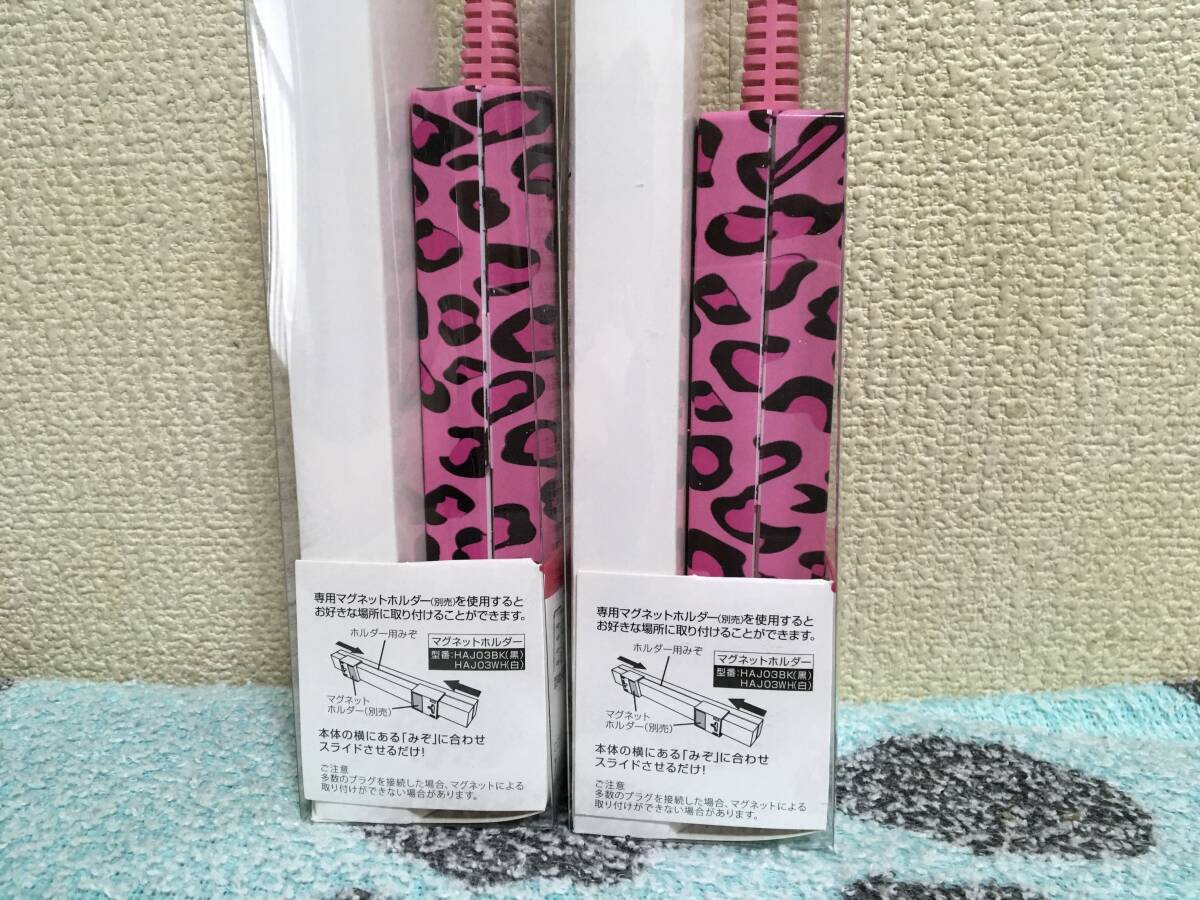 専用マグネットホルダー(別売)を使用すると
お好きな場所に取り付けることができます。
ホルダー用みぞ
マグネットホルダー
型番:HAJ03BK(黒)
HAJ03WH(白)
マグネット
ホルダー(別売)
本体の横にある「みぞ」に合わせ
スライドさせるだけ!
ご注意
多数のプラグを接続した場合、マグネットによる
取り付けができない場合があります。
専用マグネットホルダー(別売)を使用すると
お好きな場所に取り付けることができます。
ホルダー用みぞ
マグネットホルダー
型番:HAJ03BK(黒)
HAJ03WH(白)
マグネット
ホルダー(別売)
本体の横にある「みぞ」に合わせ
スライドさせるだけ!
ご注意
多数のプラグを接続した場合、マグネットによる
取り付けができない場合があります。